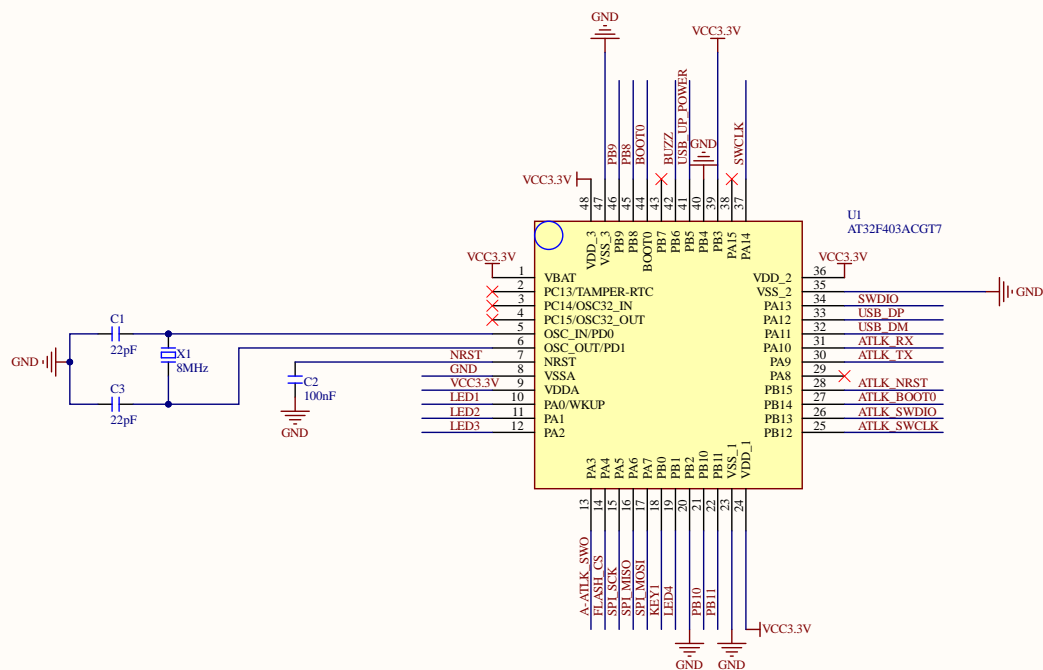 GND
VCC3.3V
PB9
PB8
BOOT0
BUZZ
USB_UP_POWER
GND
SWCLK
VCC3.3V
48
47
46
45
44
43
42
41
40
39
38
37
VDD_3
VSS_3
PB9
PB8
BOOT0
PB7
PB6
PB5
PB4
PB3
PA15
PA14
U1
AT32F403ACGT7
VCC3.3V
1 VBAT
2 PC13/TAMPER-RTC
3 PC14/OSC32_IN
4 PC15/OSC32_OUT
5 OSC_IN/PD0
6 OSC_OUT/PD1
NRST 7 NRST
GND 8 VSSA
VCC3.3V 9 VDDA
LED1 10 PA0/WKUP
LED2 11 PA1
LED3 12 PA2
VCC3.3V
VDD_2 36
VSS_2 35
GND
PA13 34 SWDIO
PA12 33 USB_DP
PA11 32 USB_DM
PA10 31 ATLK_RX
PA9 30 ATLK_TX
PA8 29
PB15 28 ATLK_NRST
PB14 27 ATLK_BOOT0
PB13 26 ATLK_SWDIO
PB12 25 ATLK_SWCLK
C1
22pF
X1
8MHz
GND
C3
22pF
C2
100nF
GND
PA3
PA4
PA5
PA6
PA7
PB0
PB1
PB2
PB10
PB11
VSS_1
VDD_1
13
14
15
16
17
18
19
20
21
22
23
24
A-ATLK_SWO
FLASH_CS
SPI_SCK
SPI_MISO
SPI_MOSI
KEY1
LED4
PB10
PB11
VCC3.3V
GND
GND